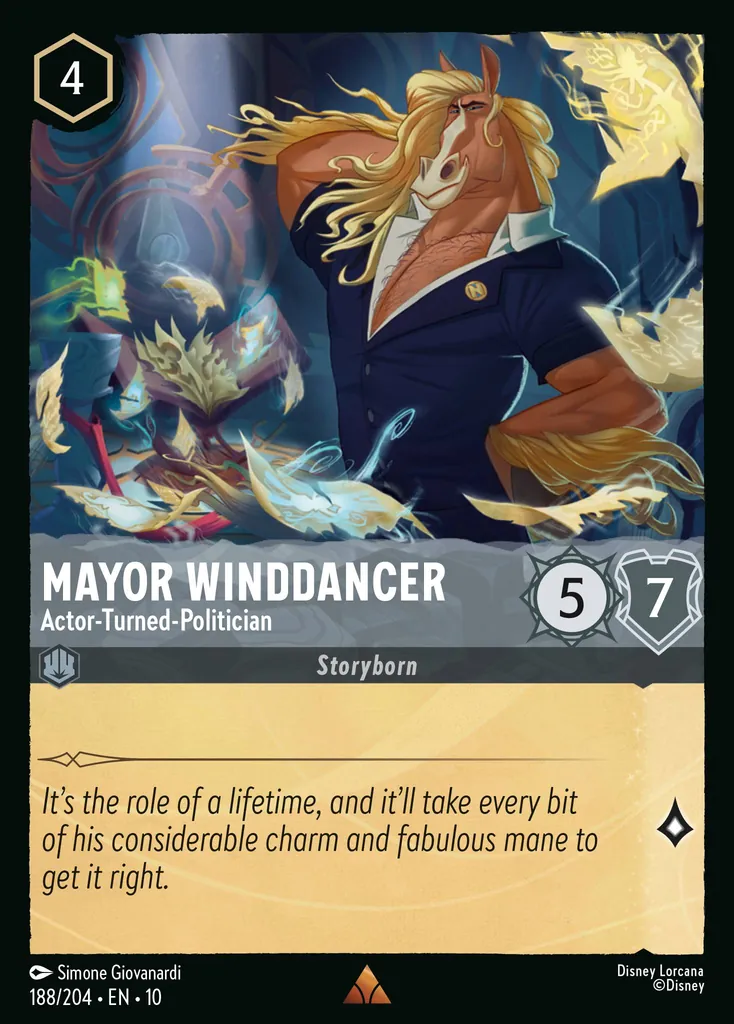 4
MAYOR WINDDANCER
Actor-Turned-Politician
5
7
Storyborn
It's the role of a lifetime, and it'll take every bit
of his considerable charm and fabulous mane to
get it right.
Simone Giovanardi
188/204 • EN • 10
Disney Lorcana
©Disney
N